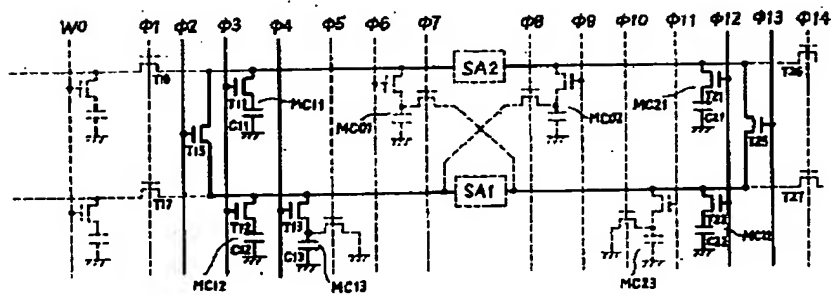 W0 Φ1 Φ2 Φ3 Φ4 Φ5 Φ6 Φ7 Φ8 Φ9 Φ10 Φ11 Φ12 Φ13 Φ14
T16 T11 MC11 C11 T15 MC01 SA2 MC02 MC21 T21 C21 T25 T26
T17 T12 C12 T13 C13 SA1 T22 C22 T27
MC12 MC13 MC23 MC22